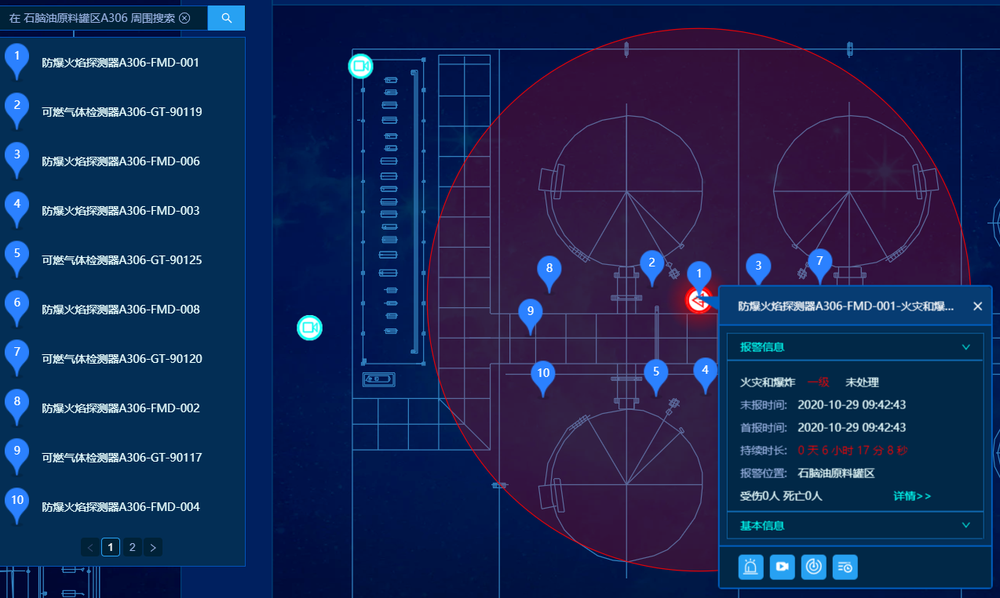 在 石脑油原料罐区A306 周围搜索
1 防爆火焰探测器A306-FMD-001
2 可燃气体检测器A306-GT-90119
3 防爆火焰探测器A306-FMD-006
4 防爆火焰探测器A306-FMD-003
5 可燃气体检测器A306-GT-90125
6 防爆火焰探测器A306-FMD-008
7 可燃气体检测器A306-GT-90120
8 防爆火焰探测器A306-FMD-002
9 可燃气体检测器A306-GT-90117
10 防爆火焰探测器A306-FMD-004
< 1 2 >
8
2
1
3
7
9
10
5
4
防爆火焰探测器A306-FMD-001-火灾和爆...
报警信息
火灾和爆炸 一级 未处理
末报时间: 2020-10-29 09:42:43
首报时间: 2020-10-29 09:42:43
持续时长: 0 天 6 小时 17 分 8 秒
报警位置: 石脑油原料罐区
受伤0人 死亡0人 详情>>
基本信息